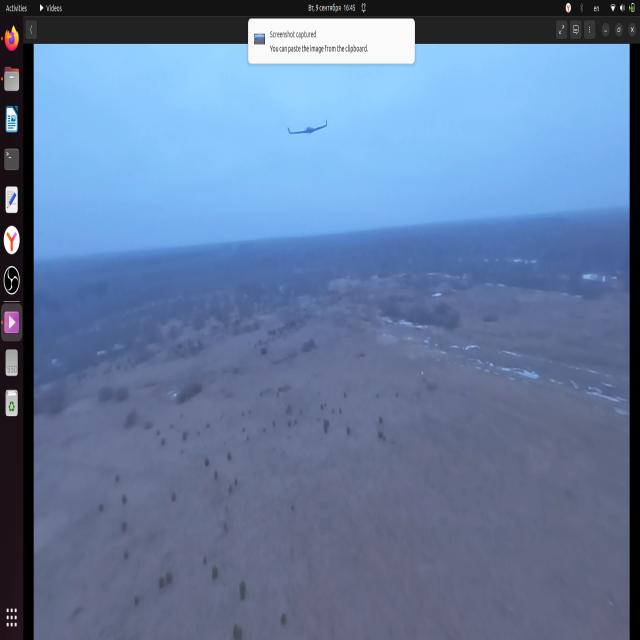 Activities
Videos
Вт, 9 сентября 16:45
en
Screenshot captured
You can paste the image from the clipboard.